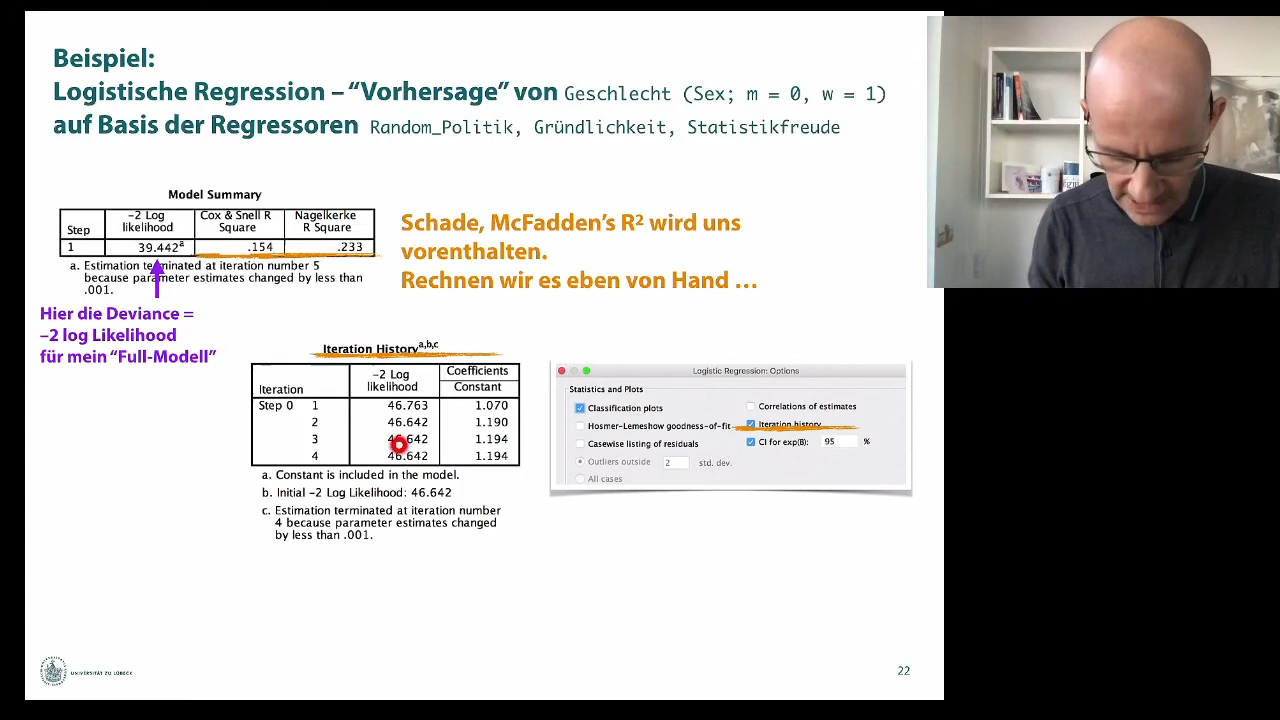 Beispiel:
Logistische Regression – “Vorhersage” von Geschlecht (Sex; m = 0, w = 1)
auf Basis der Regressoren Random_Politik, Gründlichkeit, Statistikfreude
Model Summary
Step
-2 Log likelihood
Cox & Snell R Square
Nagelkerke R Square
1 39.442a .154 .233
a. Estimation terminated at iteration number 5
because parameter estimates changed by less than
.001.
Schade, McFadden’s R² wird uns
vorenthalten.
Rechnen wir es eben von Hand …
Hier die Deviance =
–2 log Likelihood
für mein “Full-Modell”
Iteration Historya,b,c
Iteration
-2 Log likelihood
Coefficients
Constant
Step 0 1 46.763 1.070
2 46.642 1.190
3 46.642 1.194
4 46.642 1.194
a. Constant is included in the model.
b. Initial -2 Log Likelihood: 46.642
c. Estimation terminated at iteration number
4 because parameter estimates changed
by less than .001.
Logistic Regression: Options
Statistics and Plots
Classification plots
Correlations of estimates
Hosmer-Lemeshow goodness-of-fit
Iteration history
Casewise listing of residuals
CI for exp(B): 95 %
Outliers outside 2 std. dev.
All cases
UNIVERSITÄT ZU LÜBECK
22